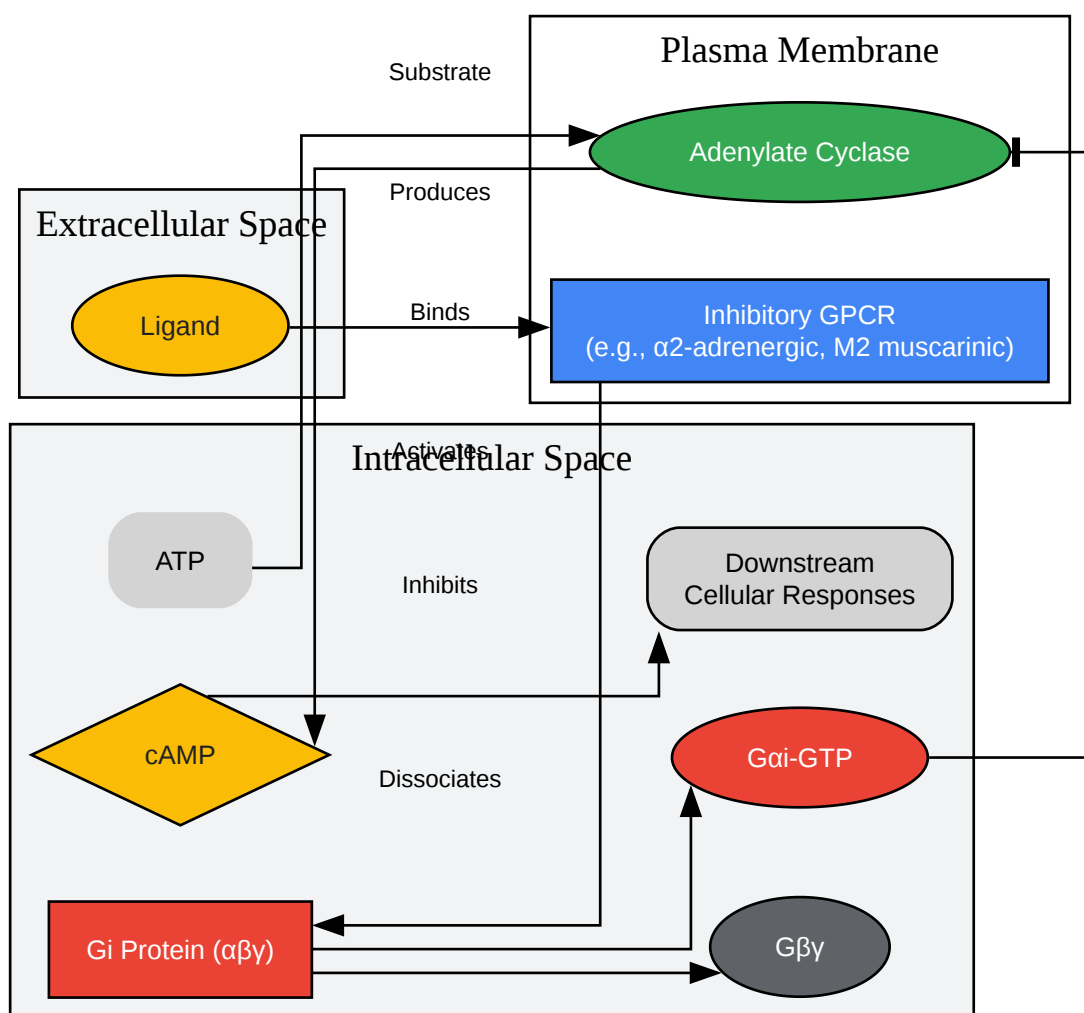 Plasma Membrane
Substrate
Adenylate Cyclase
Produces
Extracellular Space
Ligand
Binds
Inhibitory GPCR
(e.g., α2-adrenergic, M2 muscarinic)
Activates
Intracellular Space
ATP
Inhibits
Downstream
Cellular Responses
cAMP
Dissociates
Gαi-GTP
Gi Protein (αβγ)
Gβγ